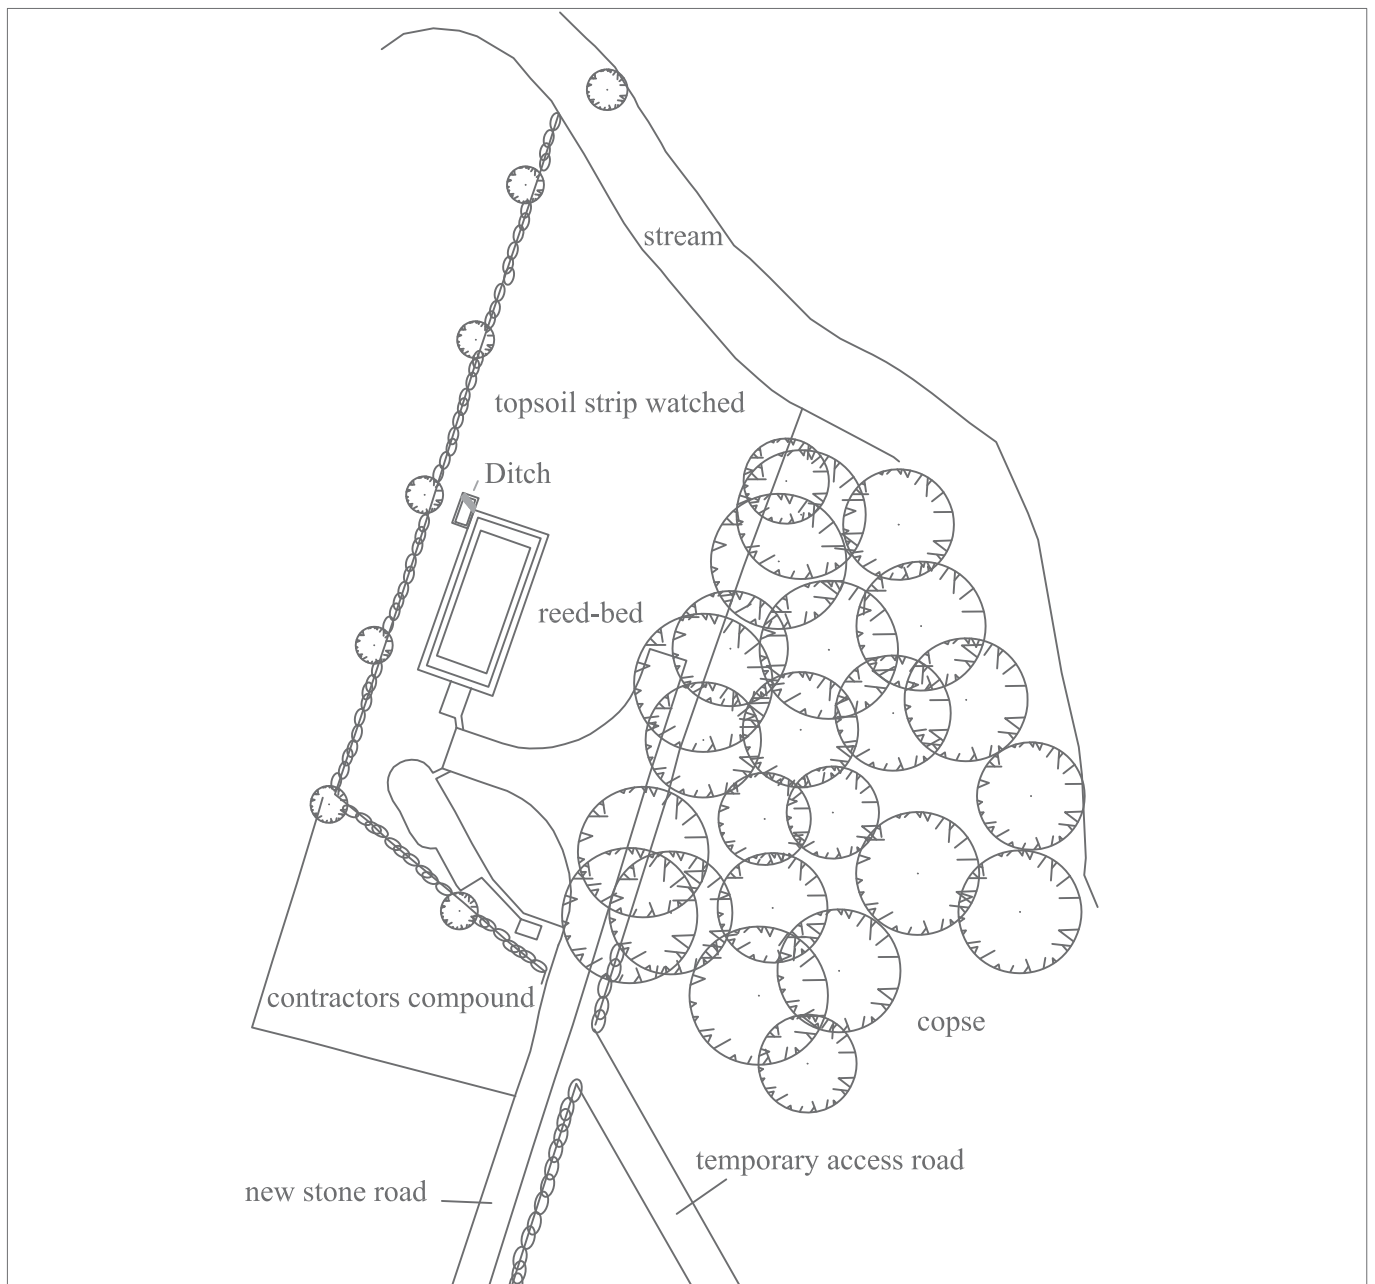 stream
topsoil strip watched
Ditch
reed-bed
contractors compound
copse
temporary access road
new stone road